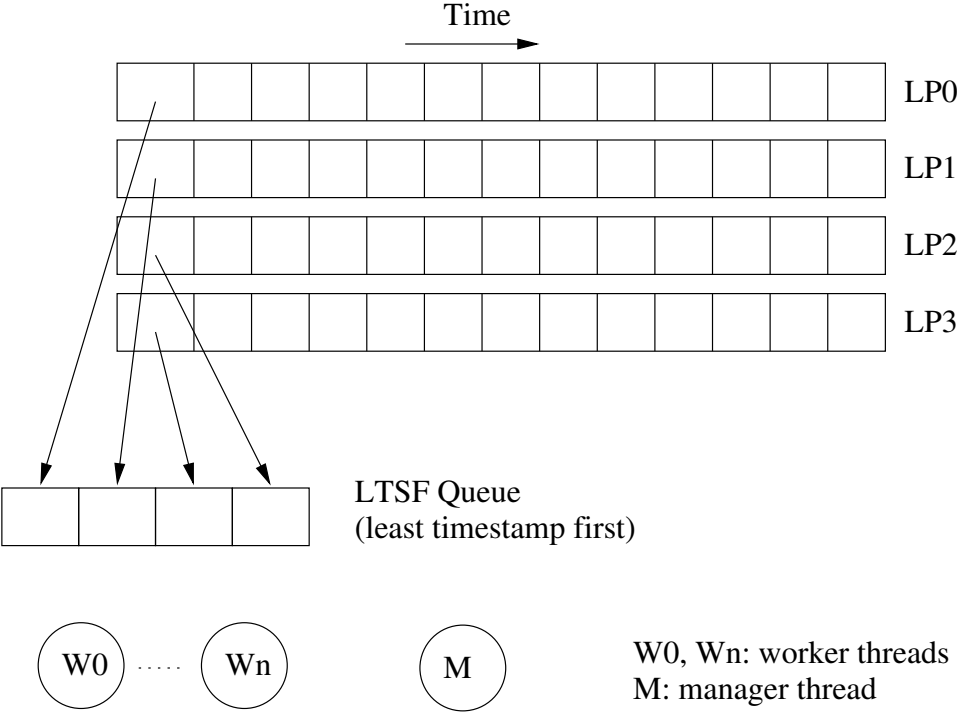 Time
LP0
LP1
LP2
LP3
LTSF Queue
(least timestamp first)
W0
Wn
M
W0, Wn: worker threads
M: manager thread